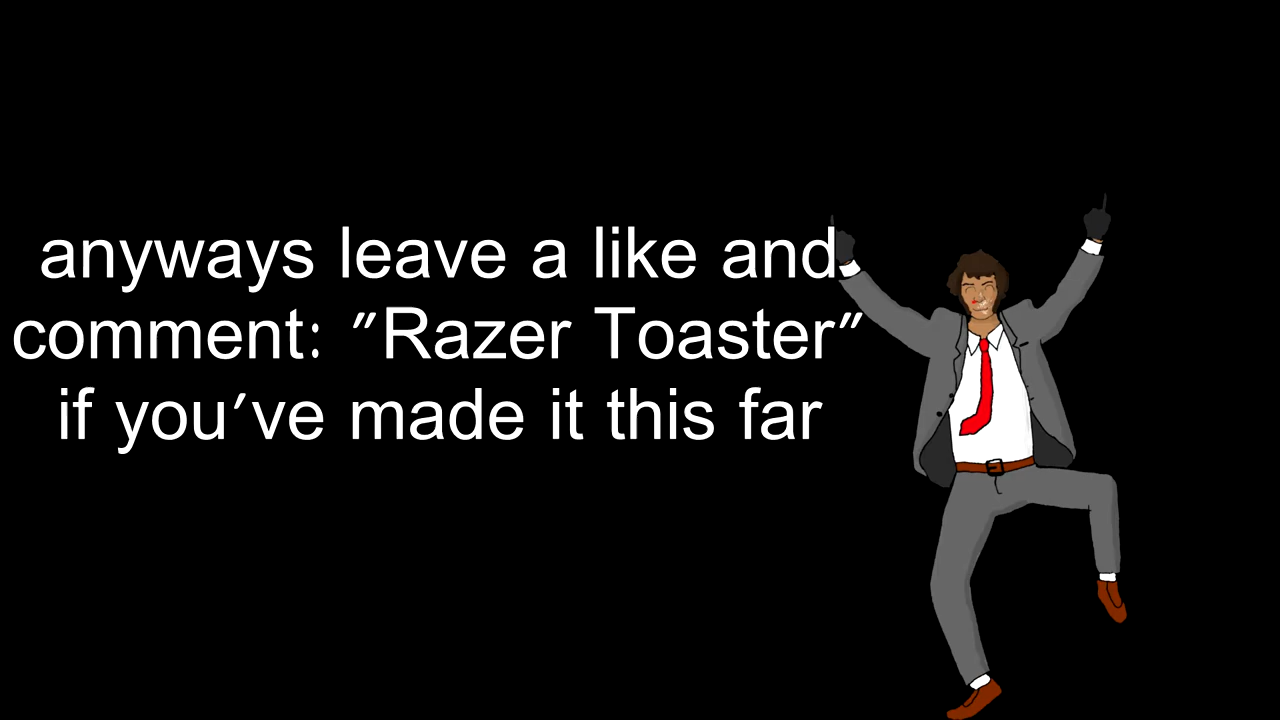 anyways leave a like and
comment: "Razer Toaster"
if you've made it this far